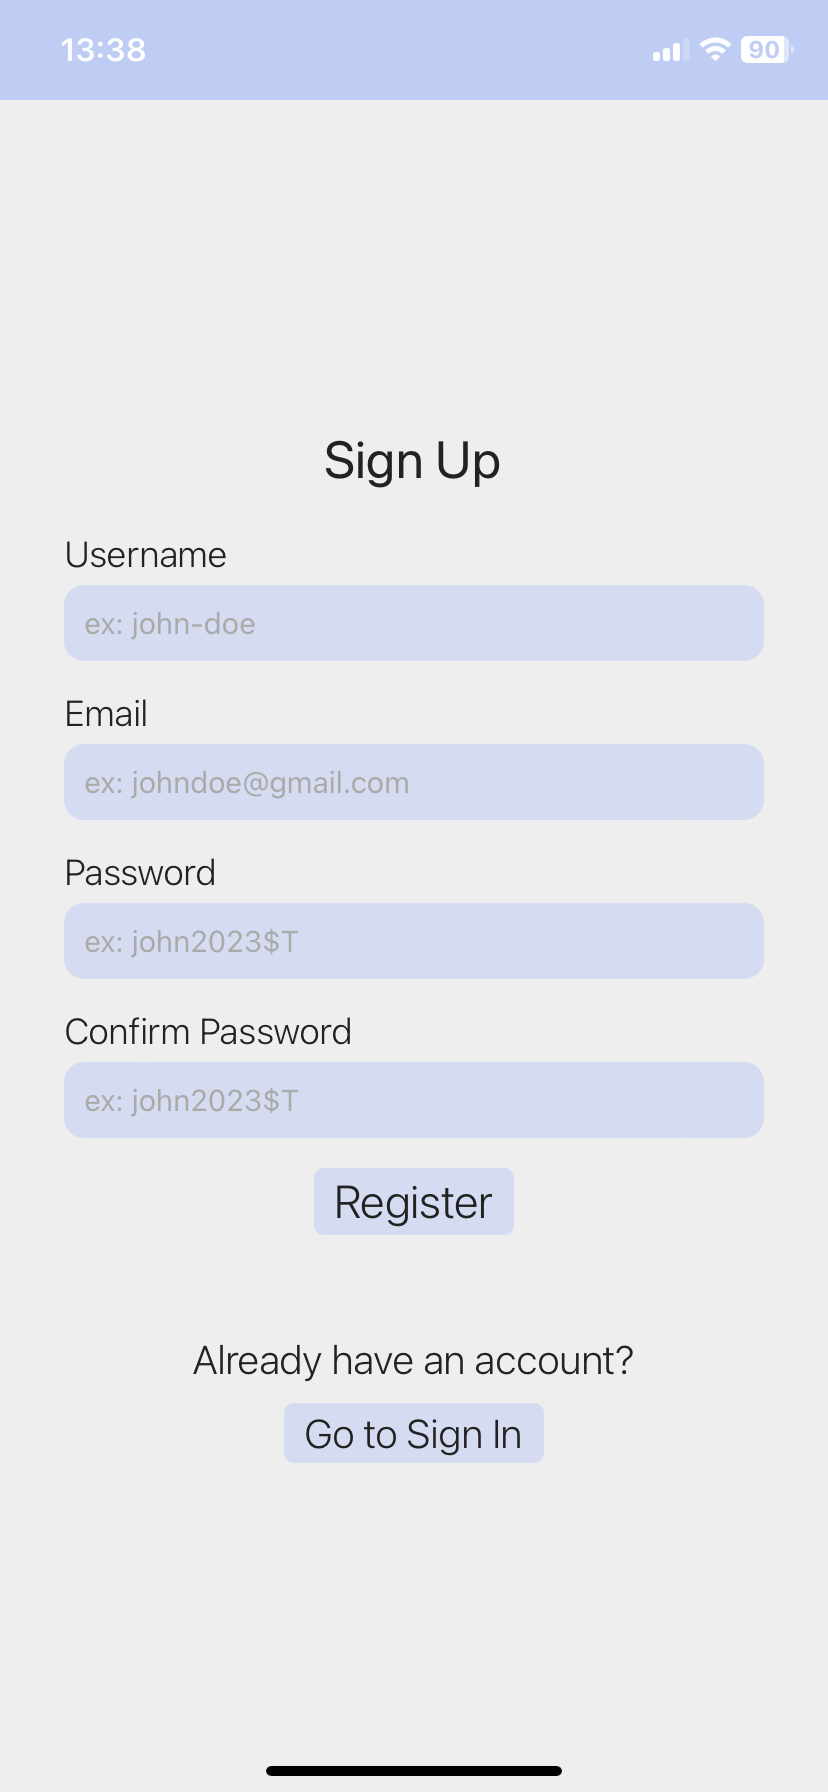 13:38 90
Sign Up
Username
ex: john-doe
Email
ex: johndoe@gmail.com
Password
ex: john2023$T
Confirm Password
ex: john2023$T
Register
Already have an account?
Go to Sign In